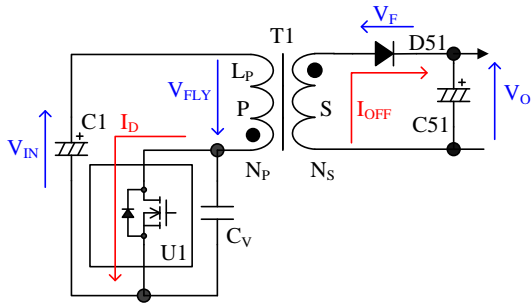 T1
V_F
D51
L_P
V_FLY
P
S
I_OFF
V_O
C51
C1
+
I_D
V_IN
N_P
N_S
+
U1
C_V